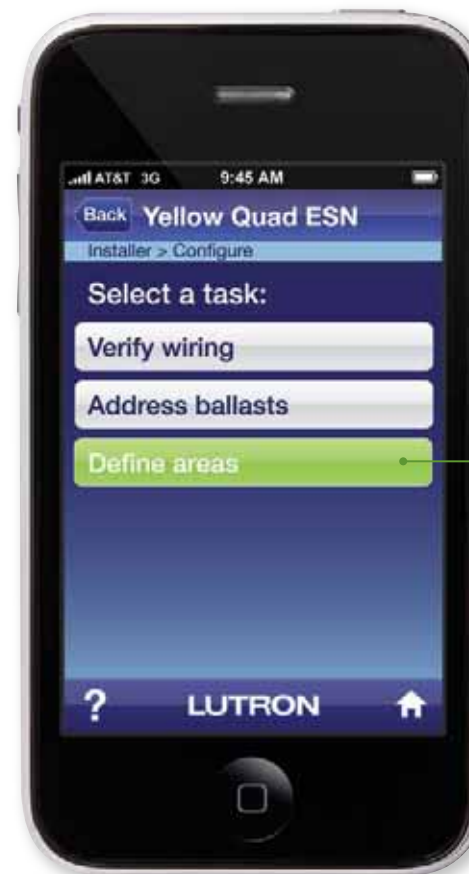 AT&T 3G 9:45 AM
Back Yellow Quad ESN
Installer > Configure
Select a task:
Verify wiring
Address ballasts
Define areas
? LUTRON